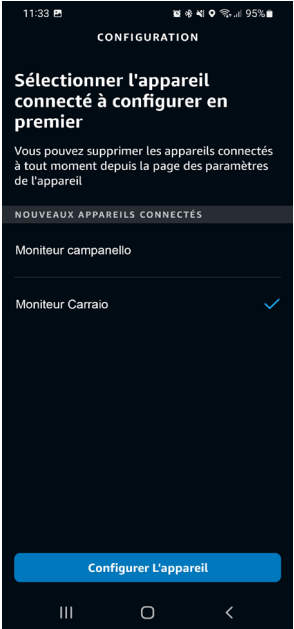 11:33 95%
CONFIGURATION
Sélectionner l'appareil
connecté à configurer en
premier
Vous pouvez supprimer les appareils connectés
à tout moment depuis la page des paramètres
de l'appareil
NOUVEAUX APPAREILS CONNECTÉS
Moniteur campanello
Moniteur Carraio
Configurer L'appareil